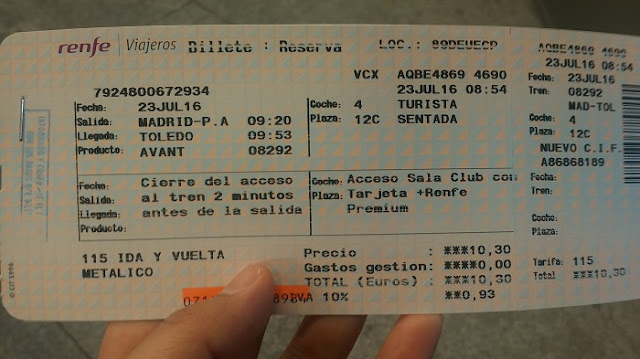 renfe Viajeros Billete : Reserva LOC.: 89DEUECP
VCX AQBE4869 4690
7924800672934 23JUL16 08:54
Fecha: 23JUL16 Coche: 4 TURISTA
Salida: MADRID-P.A 09:20 Plaza: 12C SENTADA
Llegada: TOLEDO 09:53
Producto: AVANT 08292
Fecha: Cierre del acceso Coche: Acceso Sala Club con
Salida: al tren 2 minutos Plaza: Tarjeta +Renfe
Llegada: antes de la salida Premium
Producto:
115 IDA Y VUELTA Precio : ***10,30
METALICO Gastos gestion: ***0,00
TOTAL (Euros) : ***10,30
IVA 10% **0,93
© CIT 1996
AQBE4869 4690
23JUL16 08:54
Fecha: 23JUL16
Tren: 08292
MAD-TOL
Coche: 4
Plaza: 12C
NUEVO C.I.F.
A86868189
Fecha:
Tren:
Coche:
Plaza:
Tarifa: 115
Total ***10,30